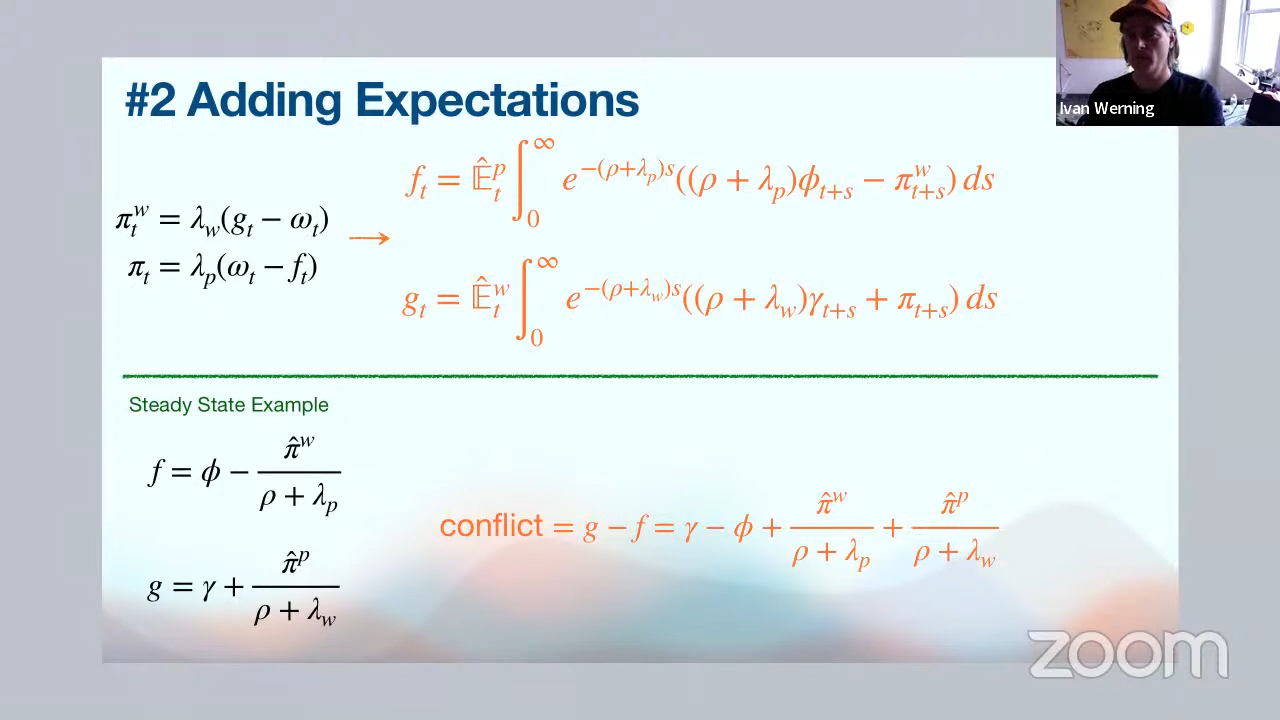 #2 Adding Expectations
Ivan Werning
π_t^w = λ_w(g_t − ω_t)
π_t = λ_p(ω_t − f_t)
→
f_t = 𝔼̂_t^p ∫_0^∞ e^{−(ρ+λ_p)s}((ρ + λ_p)ϕ_{t+s} − π_{t+s}^w) ds
g_t = 𝔼̂_t^w ∫_0^∞ e^{−(ρ+λ_w)s}((ρ + λ_w)γ_{t+s} + π_{t+s}) ds
Steady State Example
f = ϕ − π̂^w / (ρ + λ_p)
g = γ + π̂^p / (ρ + λ_w)
conflict = g − f = γ − ϕ + π̂^w / (ρ + λ_p) + π̂^p / (ρ + λ_w)
zoom